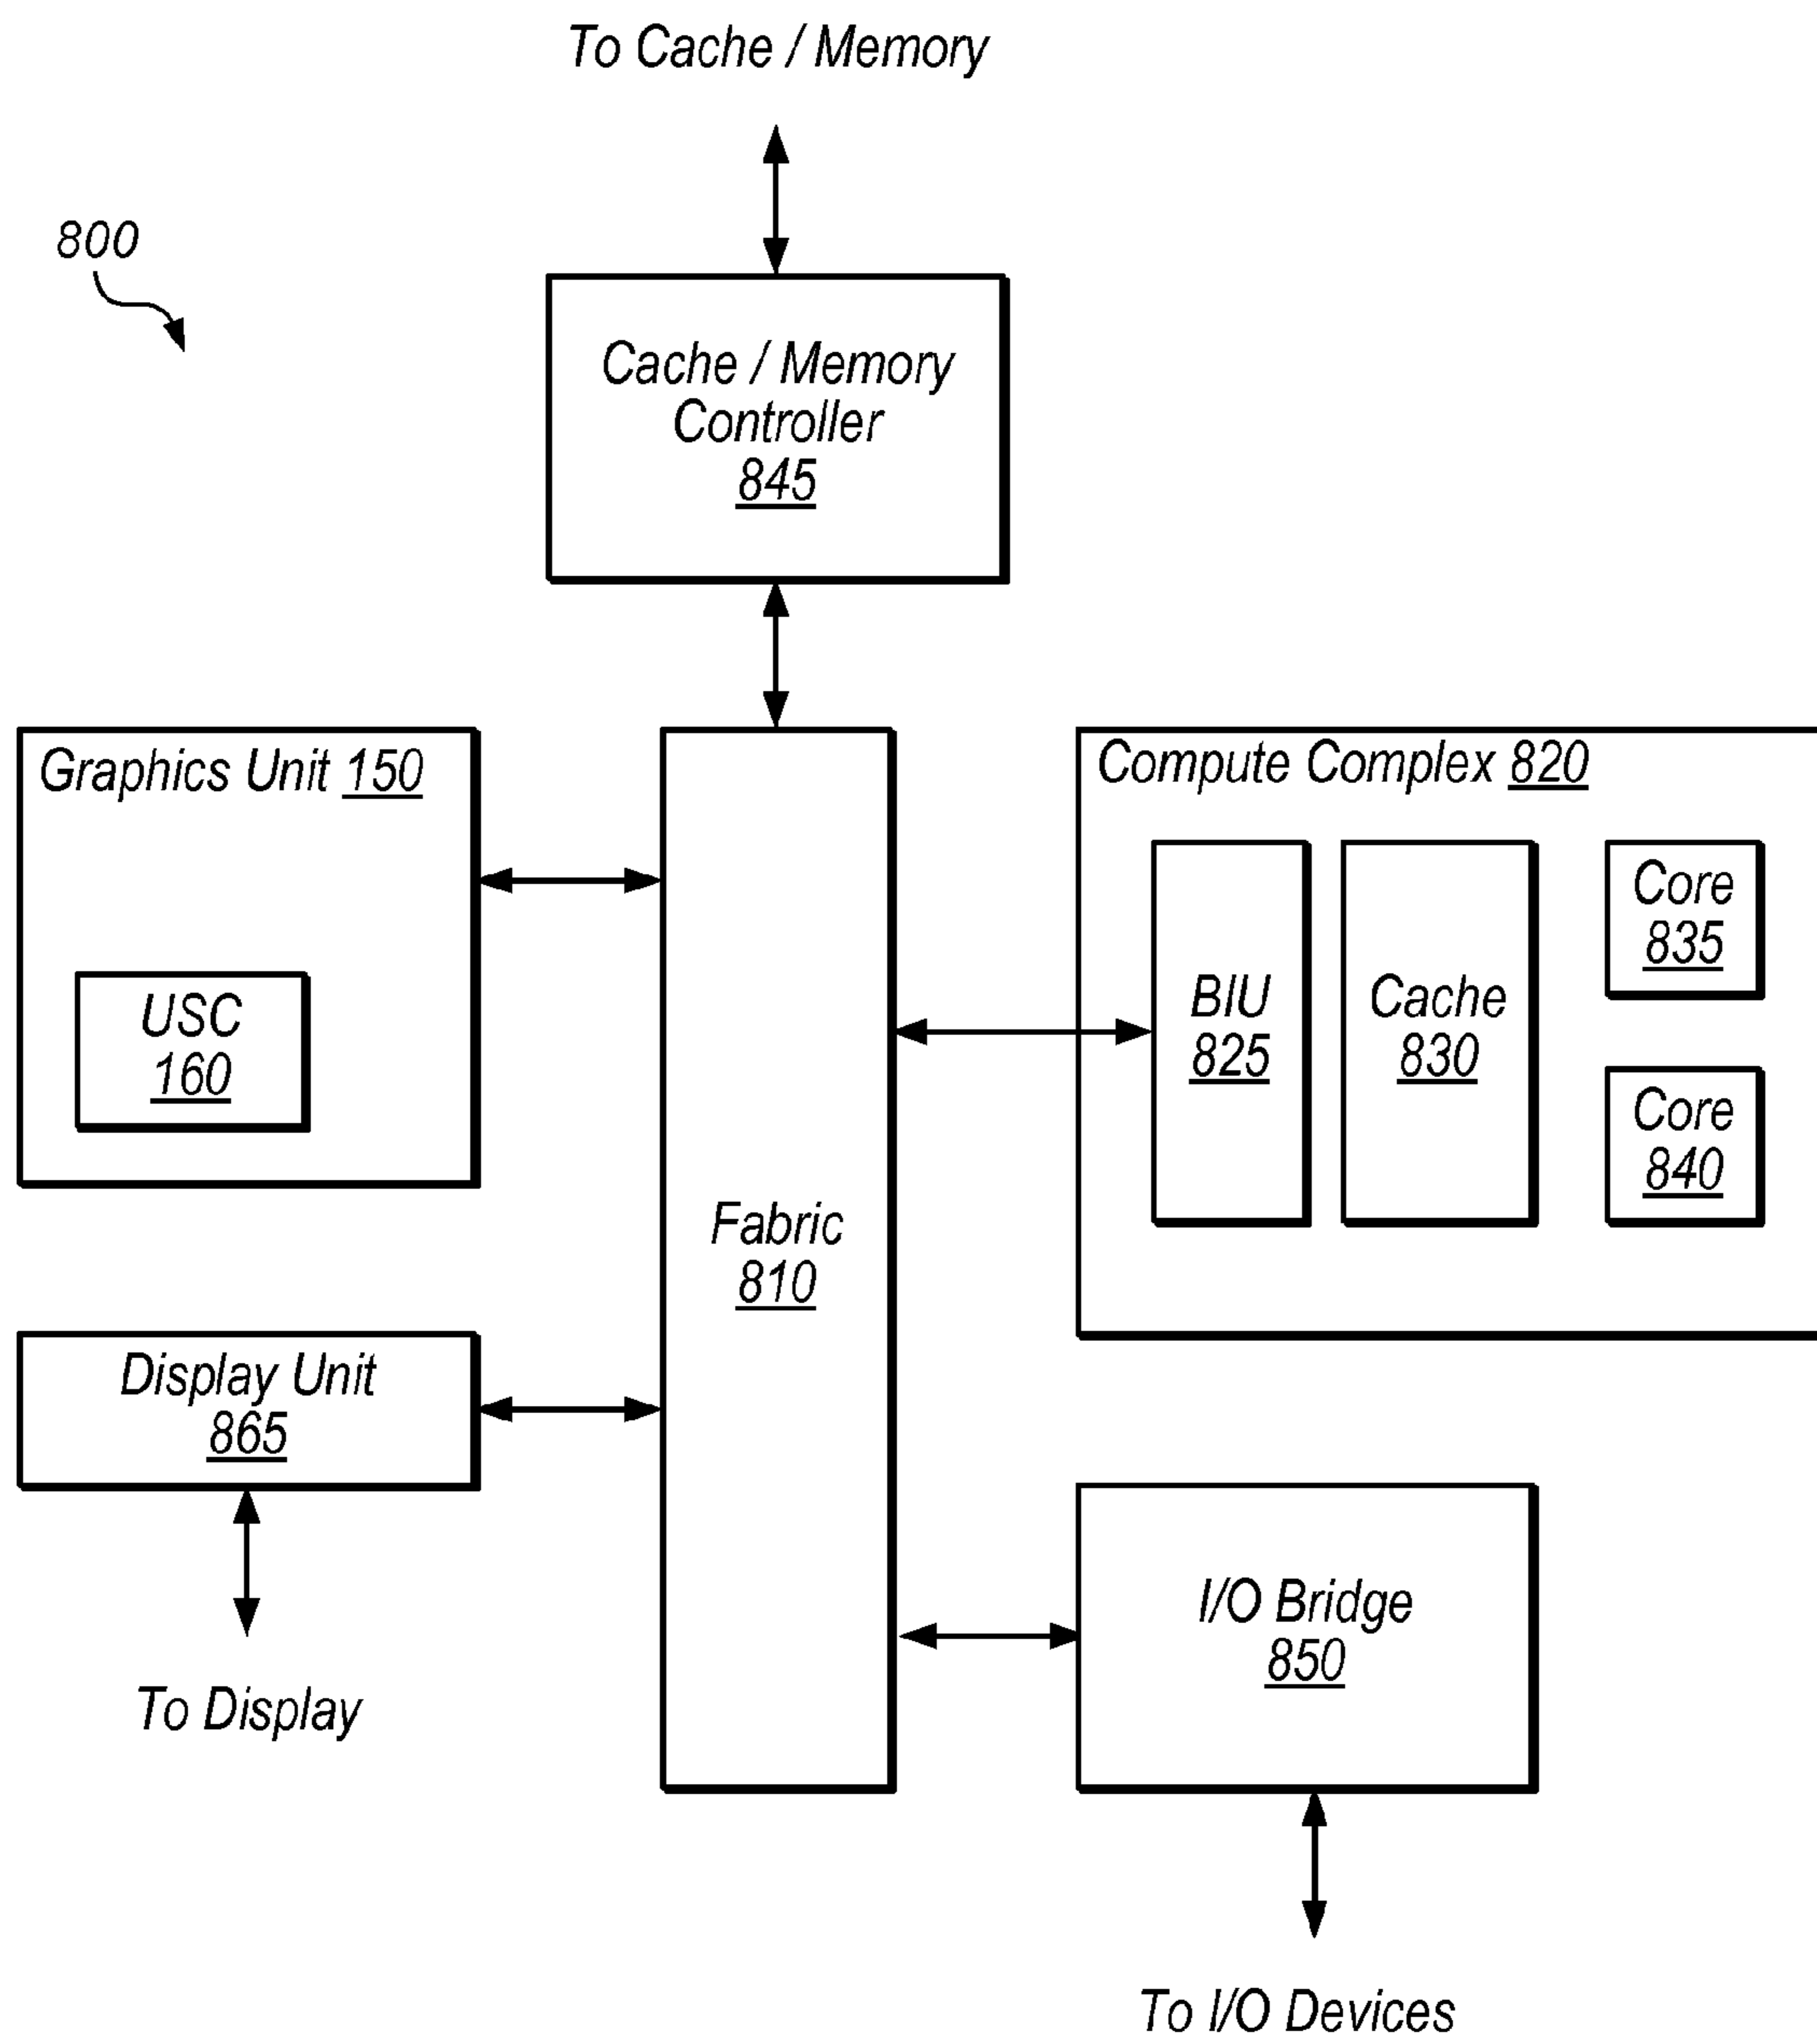 To Cache / Memory
800
Cache / Memory
Controller
845
Graphics Unit 150
USC
160
Fabric
810
Compute Complex 820
BIU
825
Cache
830
Core
835
Core
840
Display Unit
865
To Display
I/O Bridge
850
To I/O Devices